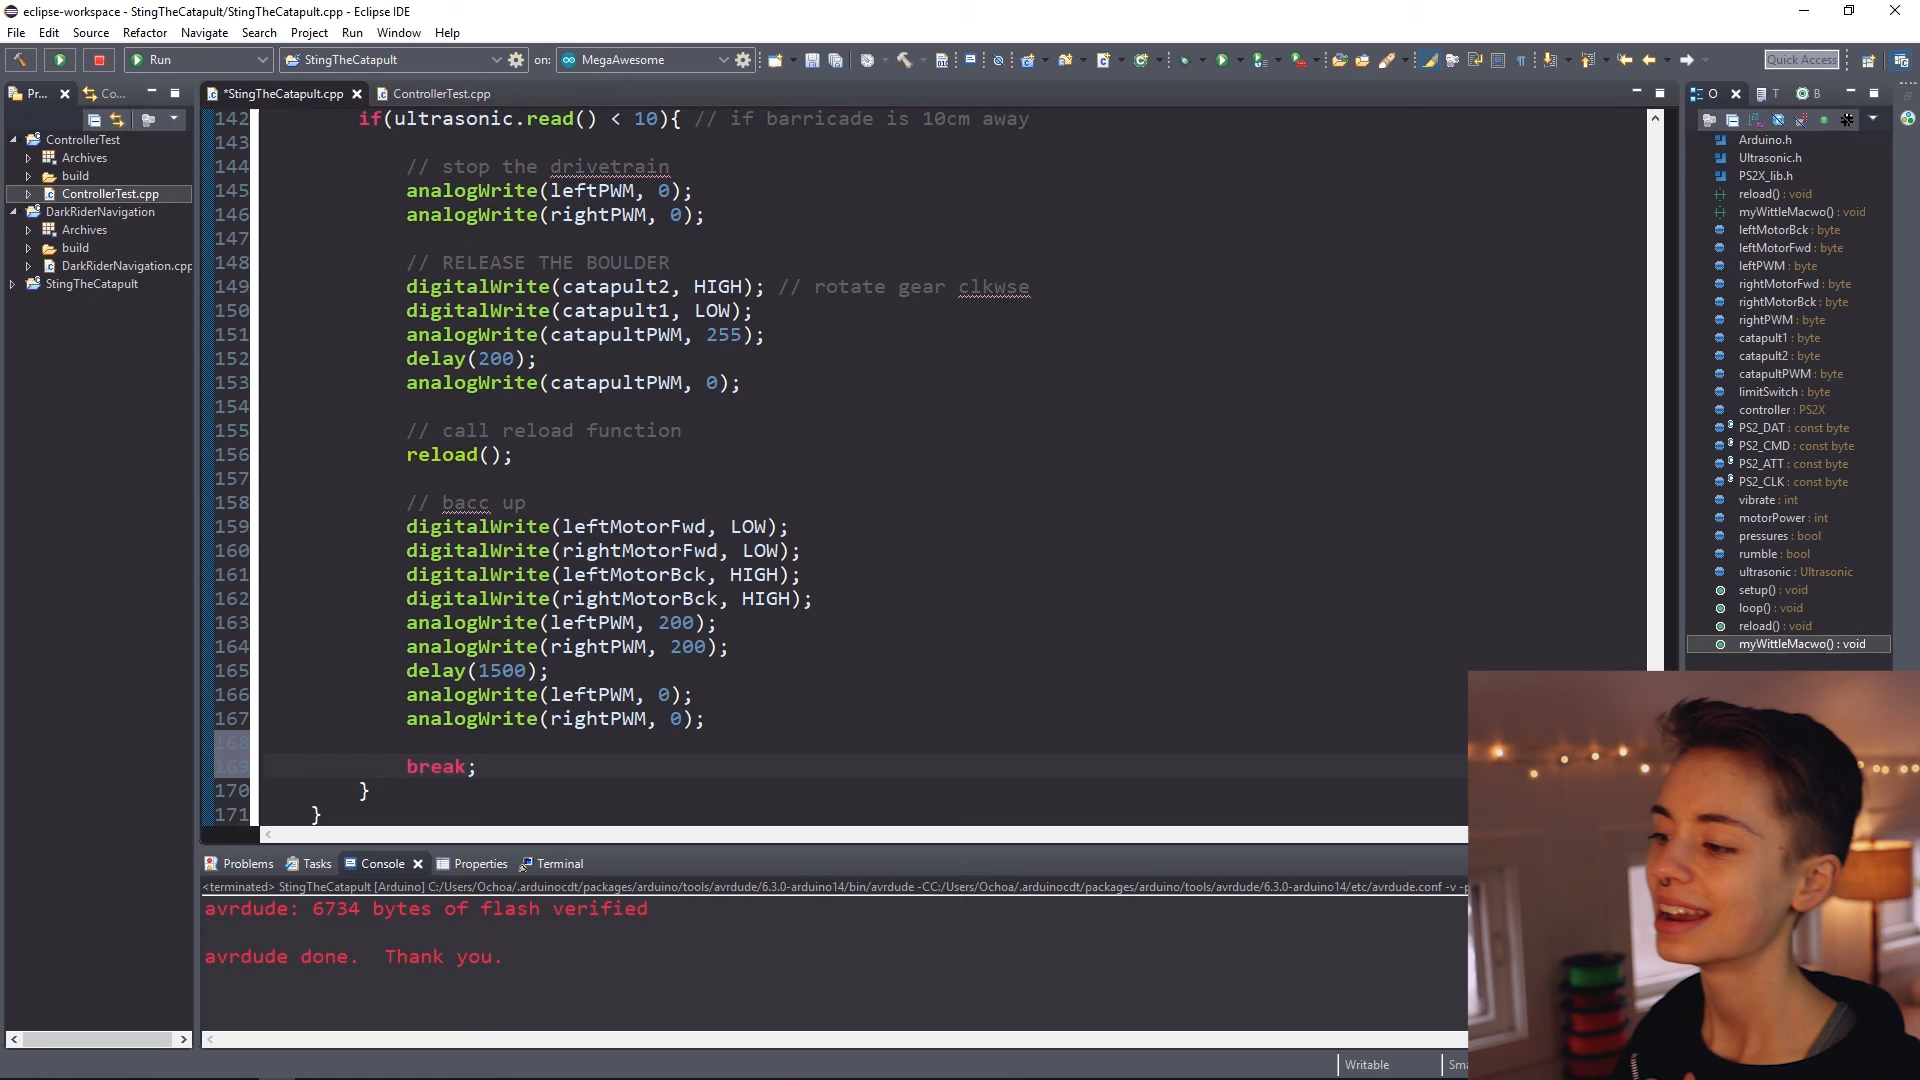 eclipse-workspace - StingTheCatapult/StingTheCatapult.cpp - Eclipse IDE
File Edit Source Refactor Navigate Search Project Run Window Help
Run StingTheCatapult on: MegaAwesome Quick Access
Pr... Co... *StingTheCatapult.cpp ControllerTest.cpp O T B
ControllerTest
Archives
build
ControllerTest.cpp
DarkRiderNavigation
Archives
build
DarkRiderNavigation.cpp
StingTheCatapult
142 if(ultrasonic.read() < 10){ // if barricade is 10cm away
143
144 // stop the drivetrain
145 analogWrite(leftPWM, 0);
146 analogWrite(rightPWM, 0);
147
148 // RELEASE THE BOULDER
149 digitalWrite(catapult2, HIGH); // rotate gear clkwse
150 digitalWrite(catapult1, LOW);
151 analogWrite(catapultPWM, 255);
152 delay(200);
153 analogWrite(catapultPWM, 0);
154
155 // call reload function
156 reload();
157
158 // bacc up
159 digitalWrite(leftMotorFwd, LOW);
160 digitalWrite(rightMotorFwd, LOW);
161 digitalWrite(leftMotorBck, HIGH);
162 digitalWrite(rightMotorBck, HIGH);
163 analogWrite(leftPWM, 200);
164 analogWrite(rightPWM, 200);
165 delay(1500);
166 analogWrite(leftPWM, 0);
167 analogWrite(rightPWM, 0);
168
169 break;
170 }
171 }
Arduino.h
Ultrasonic.h
PS2X_lib.h
reload() : void
myWittleMacwo() : void
leftMotorBck : byte
leftMotorFwd : byte
leftPWM : byte
rightMotorFwd : byte
rightMotorBck : byte
rightPWM : byte
catapult1 : byte
catapult2 : byte
catapultPWM : byte
limitSwitch : byte
controller : PS2X
PS2_DAT : const byte
PS2_CMD : const byte
PS2_ATT : const byte
PS2_CLK : const byte
vibrate : int
motorPower : int
pressures : bool
rumble : bool
ultrasonic : Ultrasonic
setup() : void
loop() : void
reload() : void
myWittleMacwo() : void
Problems Tasks Console Properties Terminal
<terminated> StingTheCatapult [Arduino] C:/Users/Ochoa/.arduinocdt/packages/arduino/tools/avrdude/6.3.0-arduino14/bin/avrdude -CC:/Users/Ochoa/.arduinocdt/packages/arduino/tools/avrdude/6.3.0-arduino14/etc/avrdude.conf -v -p
avrdude: 6734 bytes of flash verified
avrdude done. Thank you.
Writable Sma